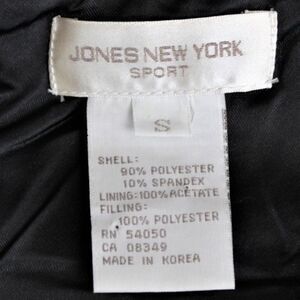 JONES NEW YORK
SPORT
S
SHELL:
90% POLYESTER
10% SPANDEX
LINING:100% ACETATE
FILLING:
100% POLYESTER
RN 54050
CA 08349
MADE IN KOREA